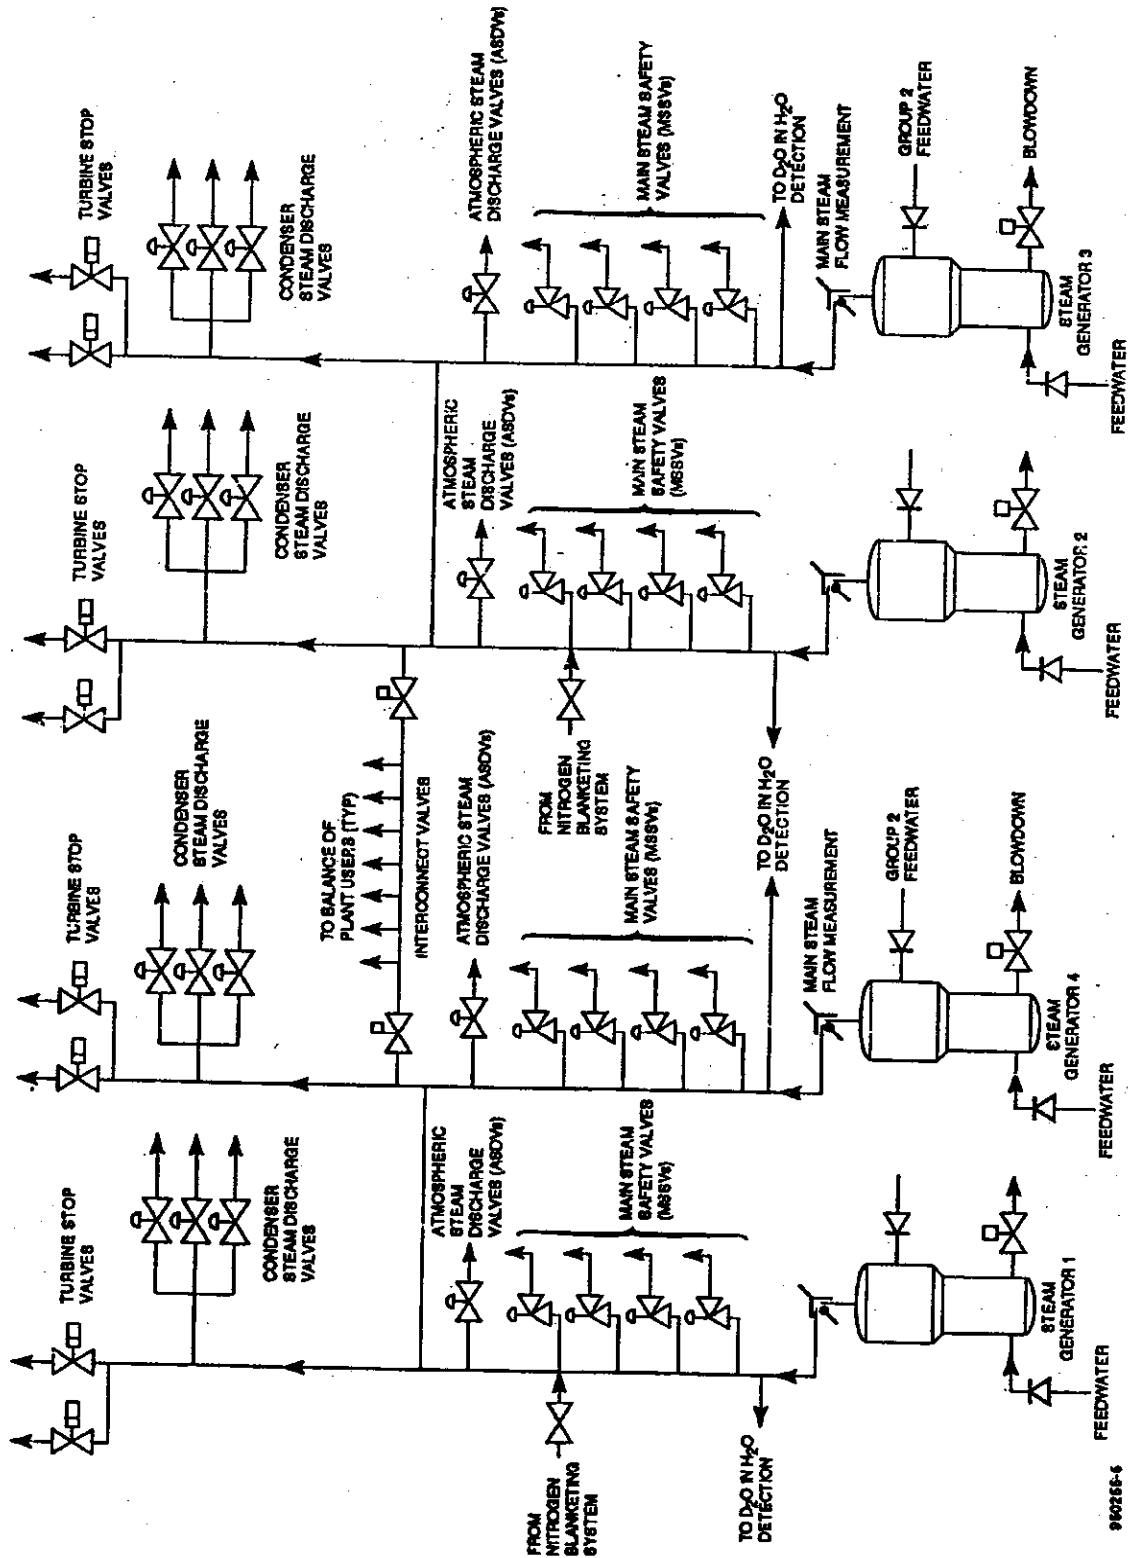 TURBINE STOP
VALVES
CONDENSER
STEAM DISCHARGE
VALVES
ATMOSPHERIC
STEAM
DISCHARGE
VALVES (ASDVs)
MAIN STEAM
SAFETY VALVES
(MSSVs)
FROM
NITROGEN
BLANKETING
SYSTEM
TO D2O IN H2O
DETECTION
STEAM
GENERATOR 1
FEEDWATER
TURBINE STOP
VALVES
CONDENSER
STEAM DISCHARGE
VALVES
TO BALANCE OF
PLANT USERS (TYP)
INTERCONNECT VALVES
ATMOSPHERIC STEAM
DISCHARGE VALVES (ASDVs)
MAIN STEAM SAFETY
VALVES (MSSVs)
TO D2O IN H2O
DETECTION
MAIN STEAM
FLOW MEASUREMENT
GROUP 2
FEEDWATER
BLOWDOWN
STEAM
GENERATOR 4
FEEDWATER
TURBINE STOP
VALVES
CONDENSER
STEAM DISCHARGE
VALVES
ATMOSPHERIC
STEAM
DISCHARGE
VALVES (ASDVs)
MAIN STEAM
SAFETY VALVES
(MSSVs)
FROM
NITROGEN
BLANKETING
SYSTEM
STEAM
GENERATOR 2
FEEDWATER
TURBINE STOP
VALVES
CONDENSER
STEAM DISCHARGE
VALVES
ATMOSPHERIC STEAM
DISCHARGE VALVES (ASDVs)
MAIN STEAM SAFETY
VALVES (MSSVs)
TO D2O IN H2O
DETECTION
MAIN STEAM
FLOW MEASUREMENT
GROUP 2
FEEDWATER
BLOWDOWN
STEAM
GENERATOR 3
FEEDWATER